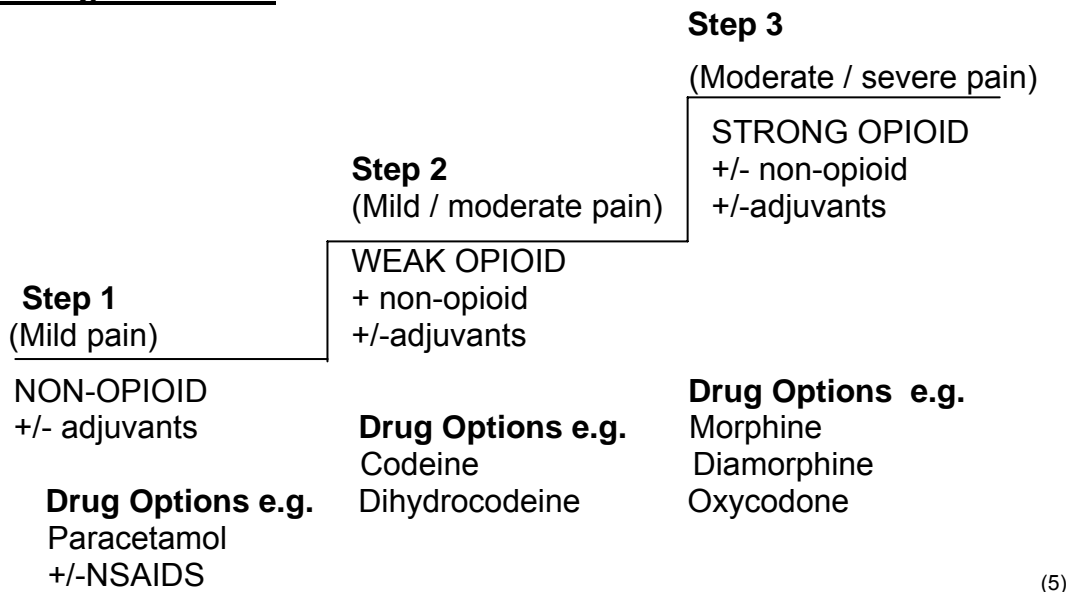 Step 1
(Mild pain)
NON-OPIOID
+/- adjuvants
Drug Options e.g.
Paracetamol
+/-NSAIDS
Step 2
(Mild / moderate pain)
WEAK OPIOID
+ non-opioid
+/-adjuvants
Drug Options e.g.
Codeine
Dihydrocodeine
Step 3
(Moderate / severe pain)
STRONG OPIOID
+/- non-opioid
+/-adjuvants
Drug Options e.g.
Morphine
Diamorphine
Oxycodone
(5)